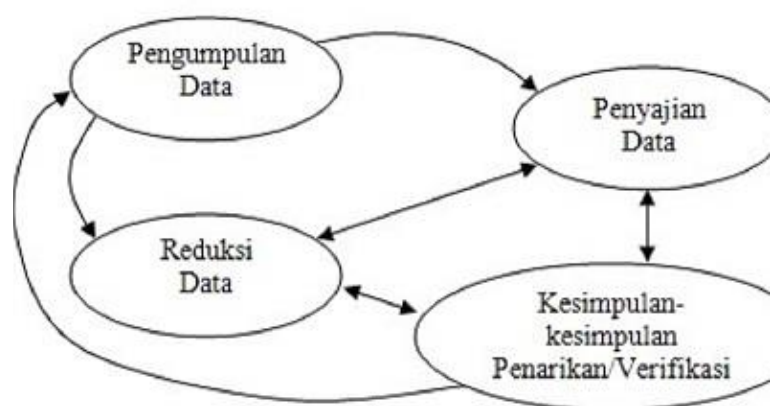 Pengumpulan
Data
Penyajian
Data
Reduksi
Data
Kesimpulan-
kesimpulan
Penarikan/Verifikasi